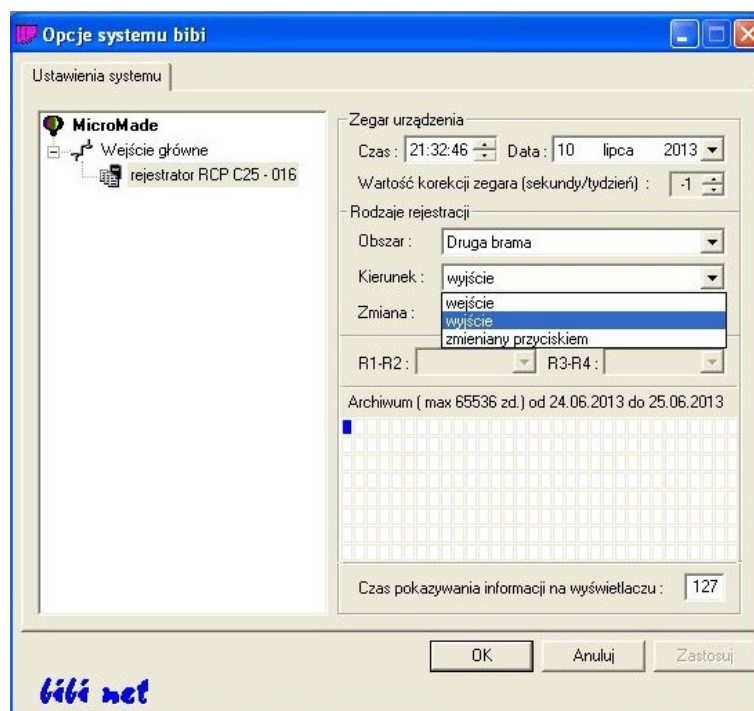 Opcje systemu bibi
Ustawienia systemu
MicroMade
Wejście główne
rejestrator RCP C25 - 016
Zegar urządzenia
Czas : 21:32:46 Data : 10 lipca 2013
Wartość korekcji zegara (sekundy/tydzień) : -1
Rodzaje rejestracji
Obszar : Druga brama
Kierunek : wyjście
Zmiana :
wejście
wyjście
zmieniany przyciskiem
R1-R2 : R3-R4 :
Archiwum ( max 65536 zd.) od 24.06.2013 do 25.06.2013
Czas pokazywania informacji na wyświetlaczu : 127
OK Anuluj Zastosuj
bibi net